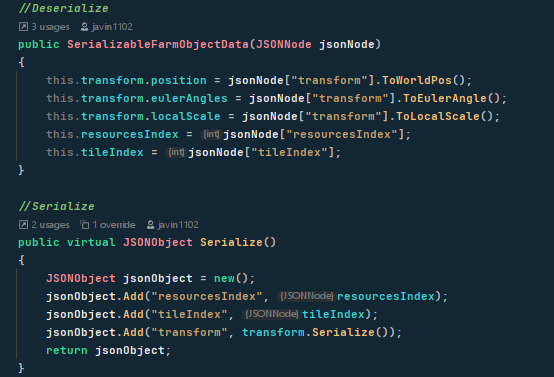 //Deserialize
3 usages javin1102
public SerializableFarmObjectData(JSONNode jsonNode)
{
this.transform.position = jsonNode["transform"].ToWorldPos();
this.transform.eulerAngles = jsonNode["transform"].ToEulerAngle();
this.transform.localScale = jsonNode["transform"].ToLocalScale();
this.resourcesIndex = (int)jsonNode["resourcesIndex"];
this.tileIndex = (int)jsonNode["tileIndex"];
}
//Serialize
2 usages 1 override javin1102
public virtual JSONObject Serialize()
{
JSONObject jsonObject = new();
jsonObject.Add("resourcesIndex", (JSONNode)resourcesIndex);
jsonObject.Add("tileIndex", (JSONNode)tileIndex);
jsonObject.Add("transform", transform.Serialize());
return jsonObject;
}